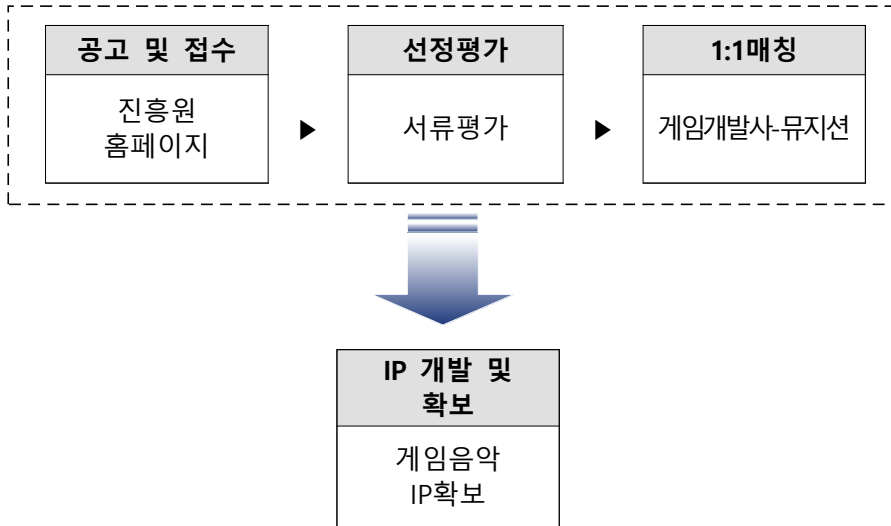 공고 및 접수
진흥원
홈페이지
▶
선정평가
서류평가
▶
1:1매칭
게임개발사-뮤지션
IP 개발 및
확보
게임음악
IP확보